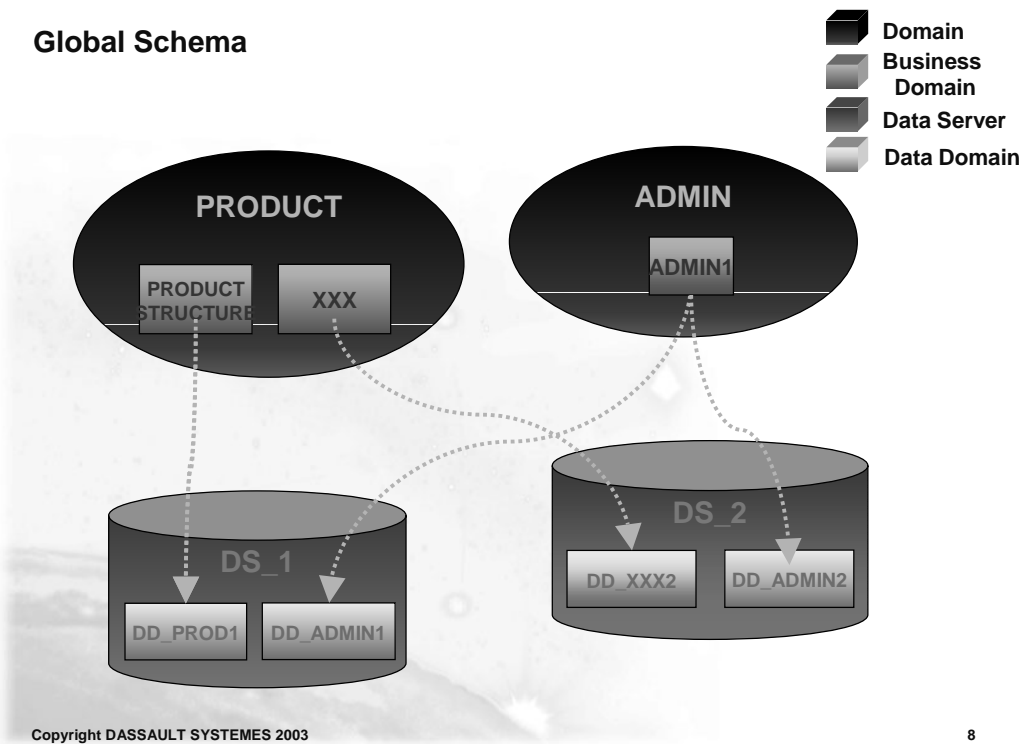 Global Schema
Domain
Business
Domain
Data Server
Data Domain
PRODUCT
ADMIN
PRODUCT
STRUCTURE
XXX
ADMIN1
DS_1
DS_2
DD_PROD1
DD_ADMIN1
DD_XXX2
DD_ADMIN2
Copyright DASSAULT SYSTEMES 2003
8